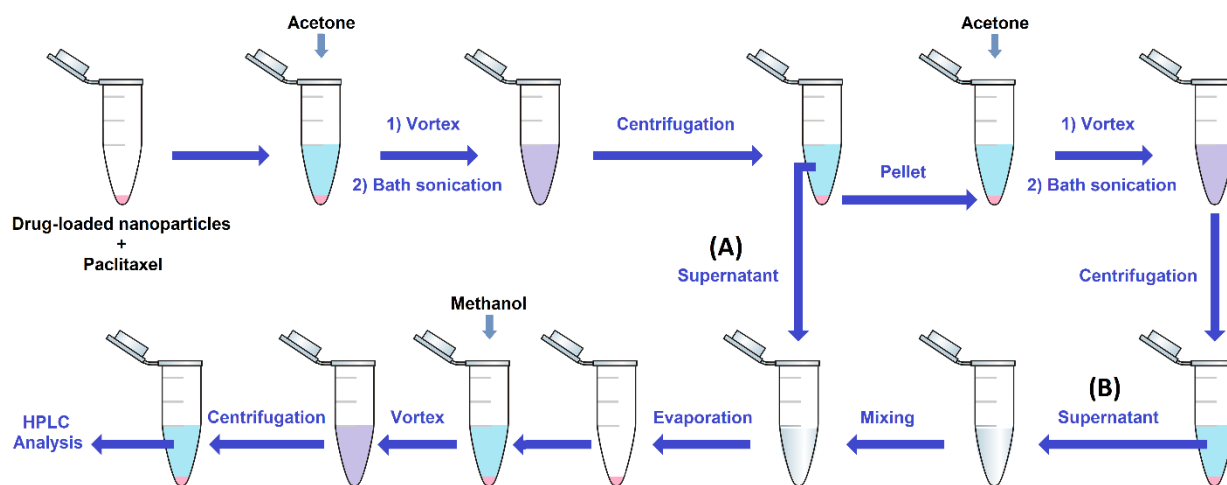 Acetone
Acetone
1) Vortex
2) Bath sonication
Centrifugation
Pellet
1) Vortex
2) Bath sonication
Drug-loaded nanoparticles
+
Paclitaxel
(A)
Supernatant
Centrifugation
Methanol
HPLC
Analysis
Centrifugation
Vortex
Evaporation
Mixing
(B)
Supernatant